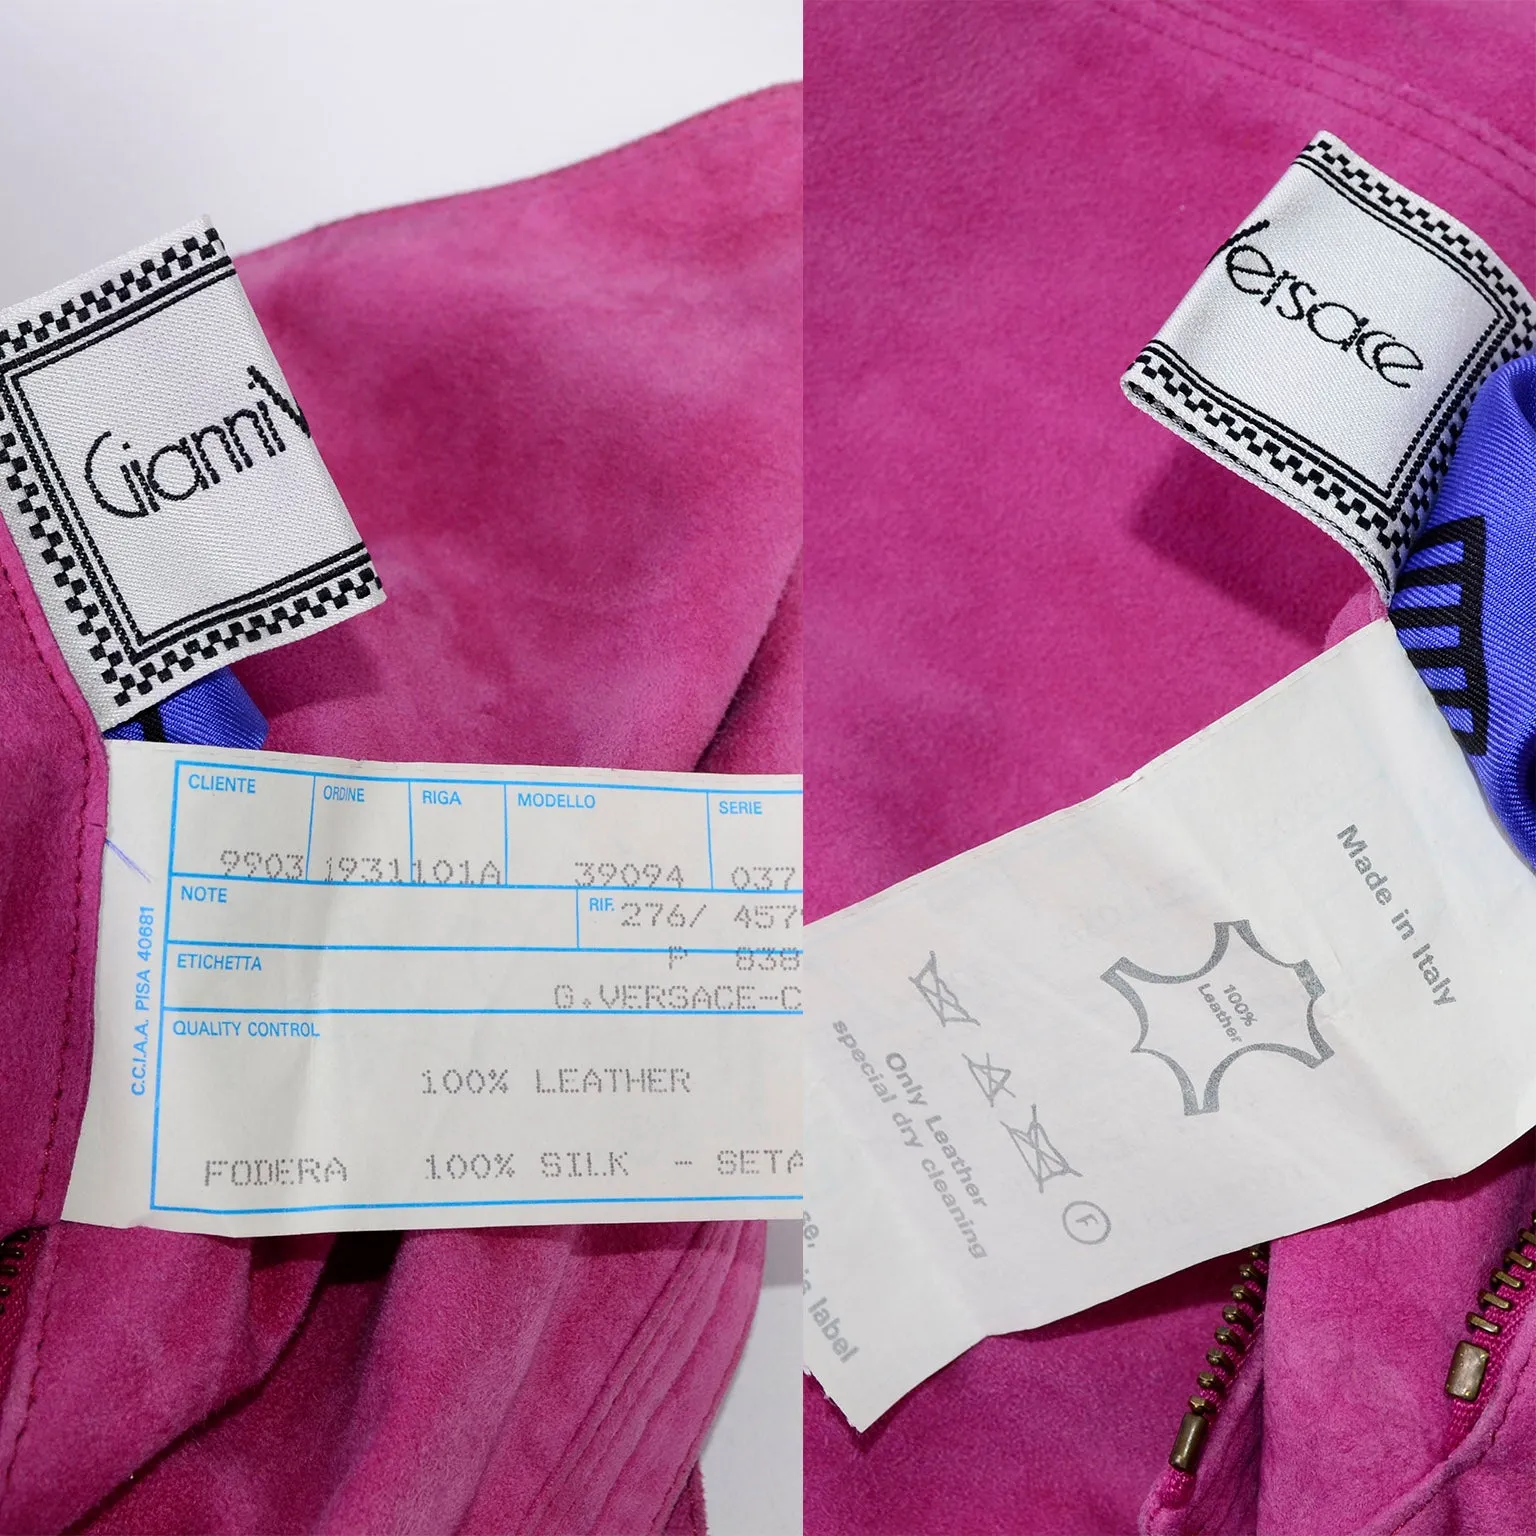 Gianni V
CLIENTE ORDINE RIGA MODELLO SERIE
9903 1931 101A 39094 037
NOTE RIF. 276/ 457
P 838
ETICHETTA
G.VERSACE-C
QUALITY CONTROL
100% LEATHER
FODERA 100% SILK - SETA
C.C.I.A.A. PISA 40681
Versace
Made in Italy
100%
Leather
Only Leather
special dry cleaning
F
label